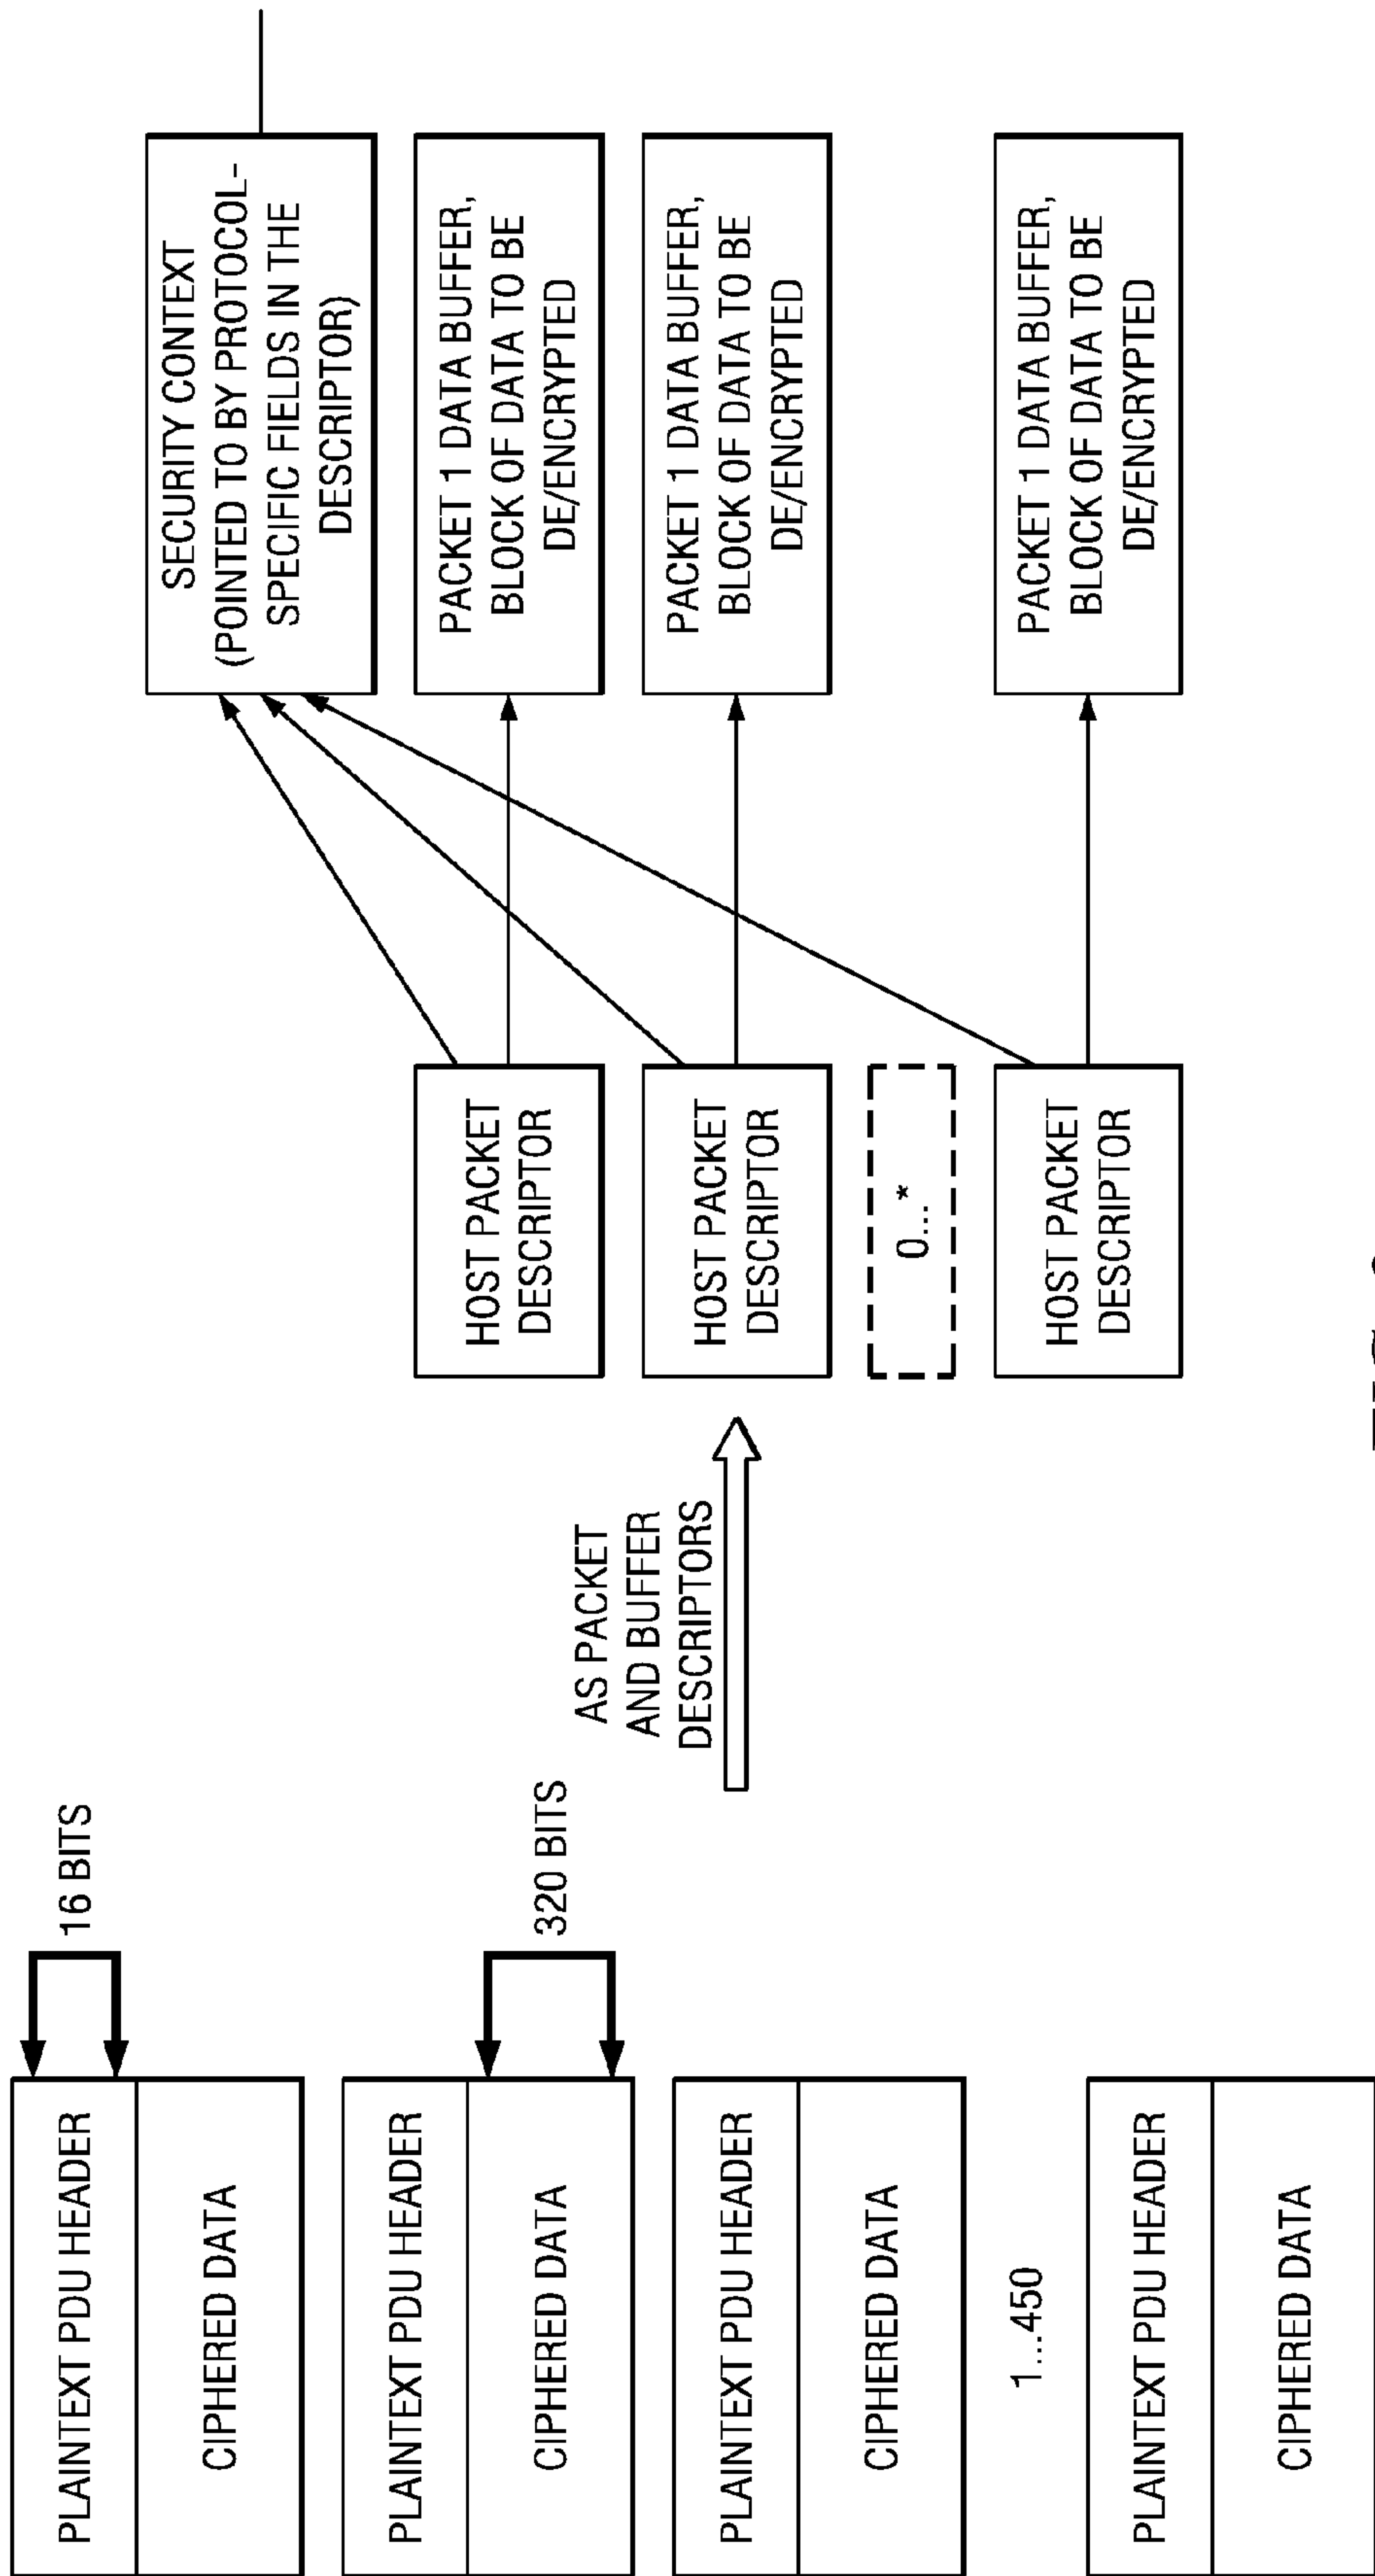 PLAINTEXT PDU HEADER
CIPHERED DATA
16 BITS
PLAINTEXT PDU HEADER
CIPHERED DATA
320 BITS
PLAINTEXT PDU HEADER
CIPHERED DATA
1...450
PLAINTEXT PDU HEADER
CIPHERED DATA
AS PACKET
AND BUFFER
DESCRIPTORS
HOST PACKET
DESCRIPTOR
HOST PACKET
DESCRIPTOR
0...*
HOST PACKET
DESCRIPTOR
SECURITY CONTEXT
(POINTED TO BY PROTOCOL-
SPECIFIC FIELDS IN THE
DESCRIPTOR)
PACKET 1 DATA BUFFER,
BLOCK OF DATA TO BE
DE/ENCRYPTED
PACKET 1 DATA BUFFER,
BLOCK OF DATA TO BE
DE/ENCRYPTED
PACKET 1 DATA BUFFER,
BLOCK OF DATA TO BE
DE/ENCRYPTED